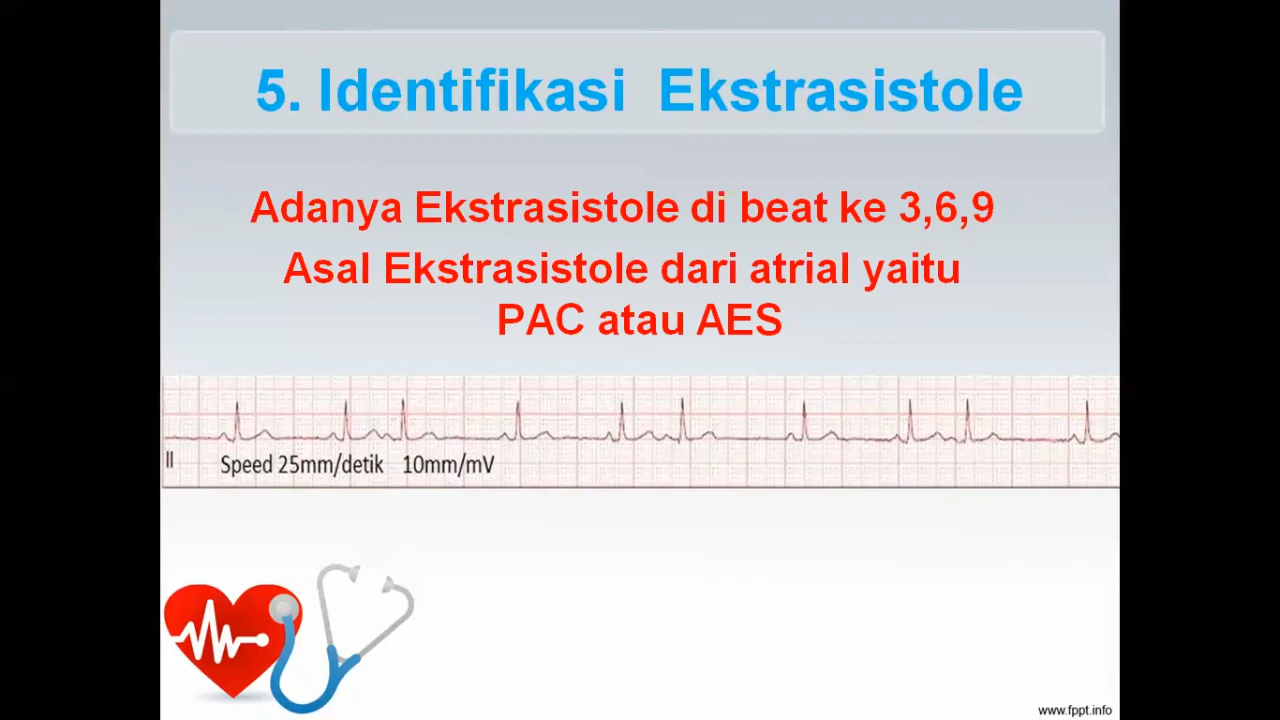 5. Identifikasi Ekstrasistole
Adanya Ekstrasistole di beat ke 3,6,9
Asal Ekstrasistole dari atrial yaitu
PAC atau AES
II
Speed 25mm/detik 10mm/mV
www.fppt.info